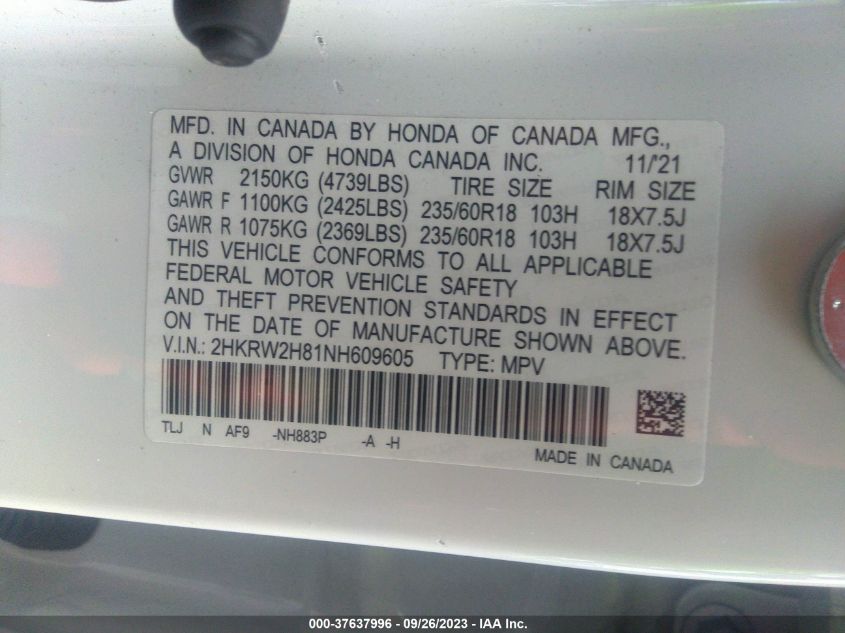 MFD. IN CANADA BY HONDA OF CANADA MFG.,
A DIVISION OF HONDA CANADA INC. 11/'21
GVWR 2150KG (4739LBS) TIRE SIZE RIM SIZE
GAWR F 1100KG (2425LBS) 235/60R18 103H 18X7.5J
GAWR R 1075KG (2369LBS) 235/60R18 103H 18X7.5J
THIS VEHICLE CONFORMS TO ALL APPLICABLE
FEDERAL MOTOR VEHICLE SAFETY
AND THEFT PREVENTION STANDARDS IN EFFECT
ON THE DATE OF MANUFACTURE SHOWN ABOVE.
V.I.N.: 2HKRW2H81NH609605 TYPE: MPV
TLJ N AF9 -NH883P -A -H
MADE IN CANADA
000-37637996 - 09/26/2023 - IAA Inc.